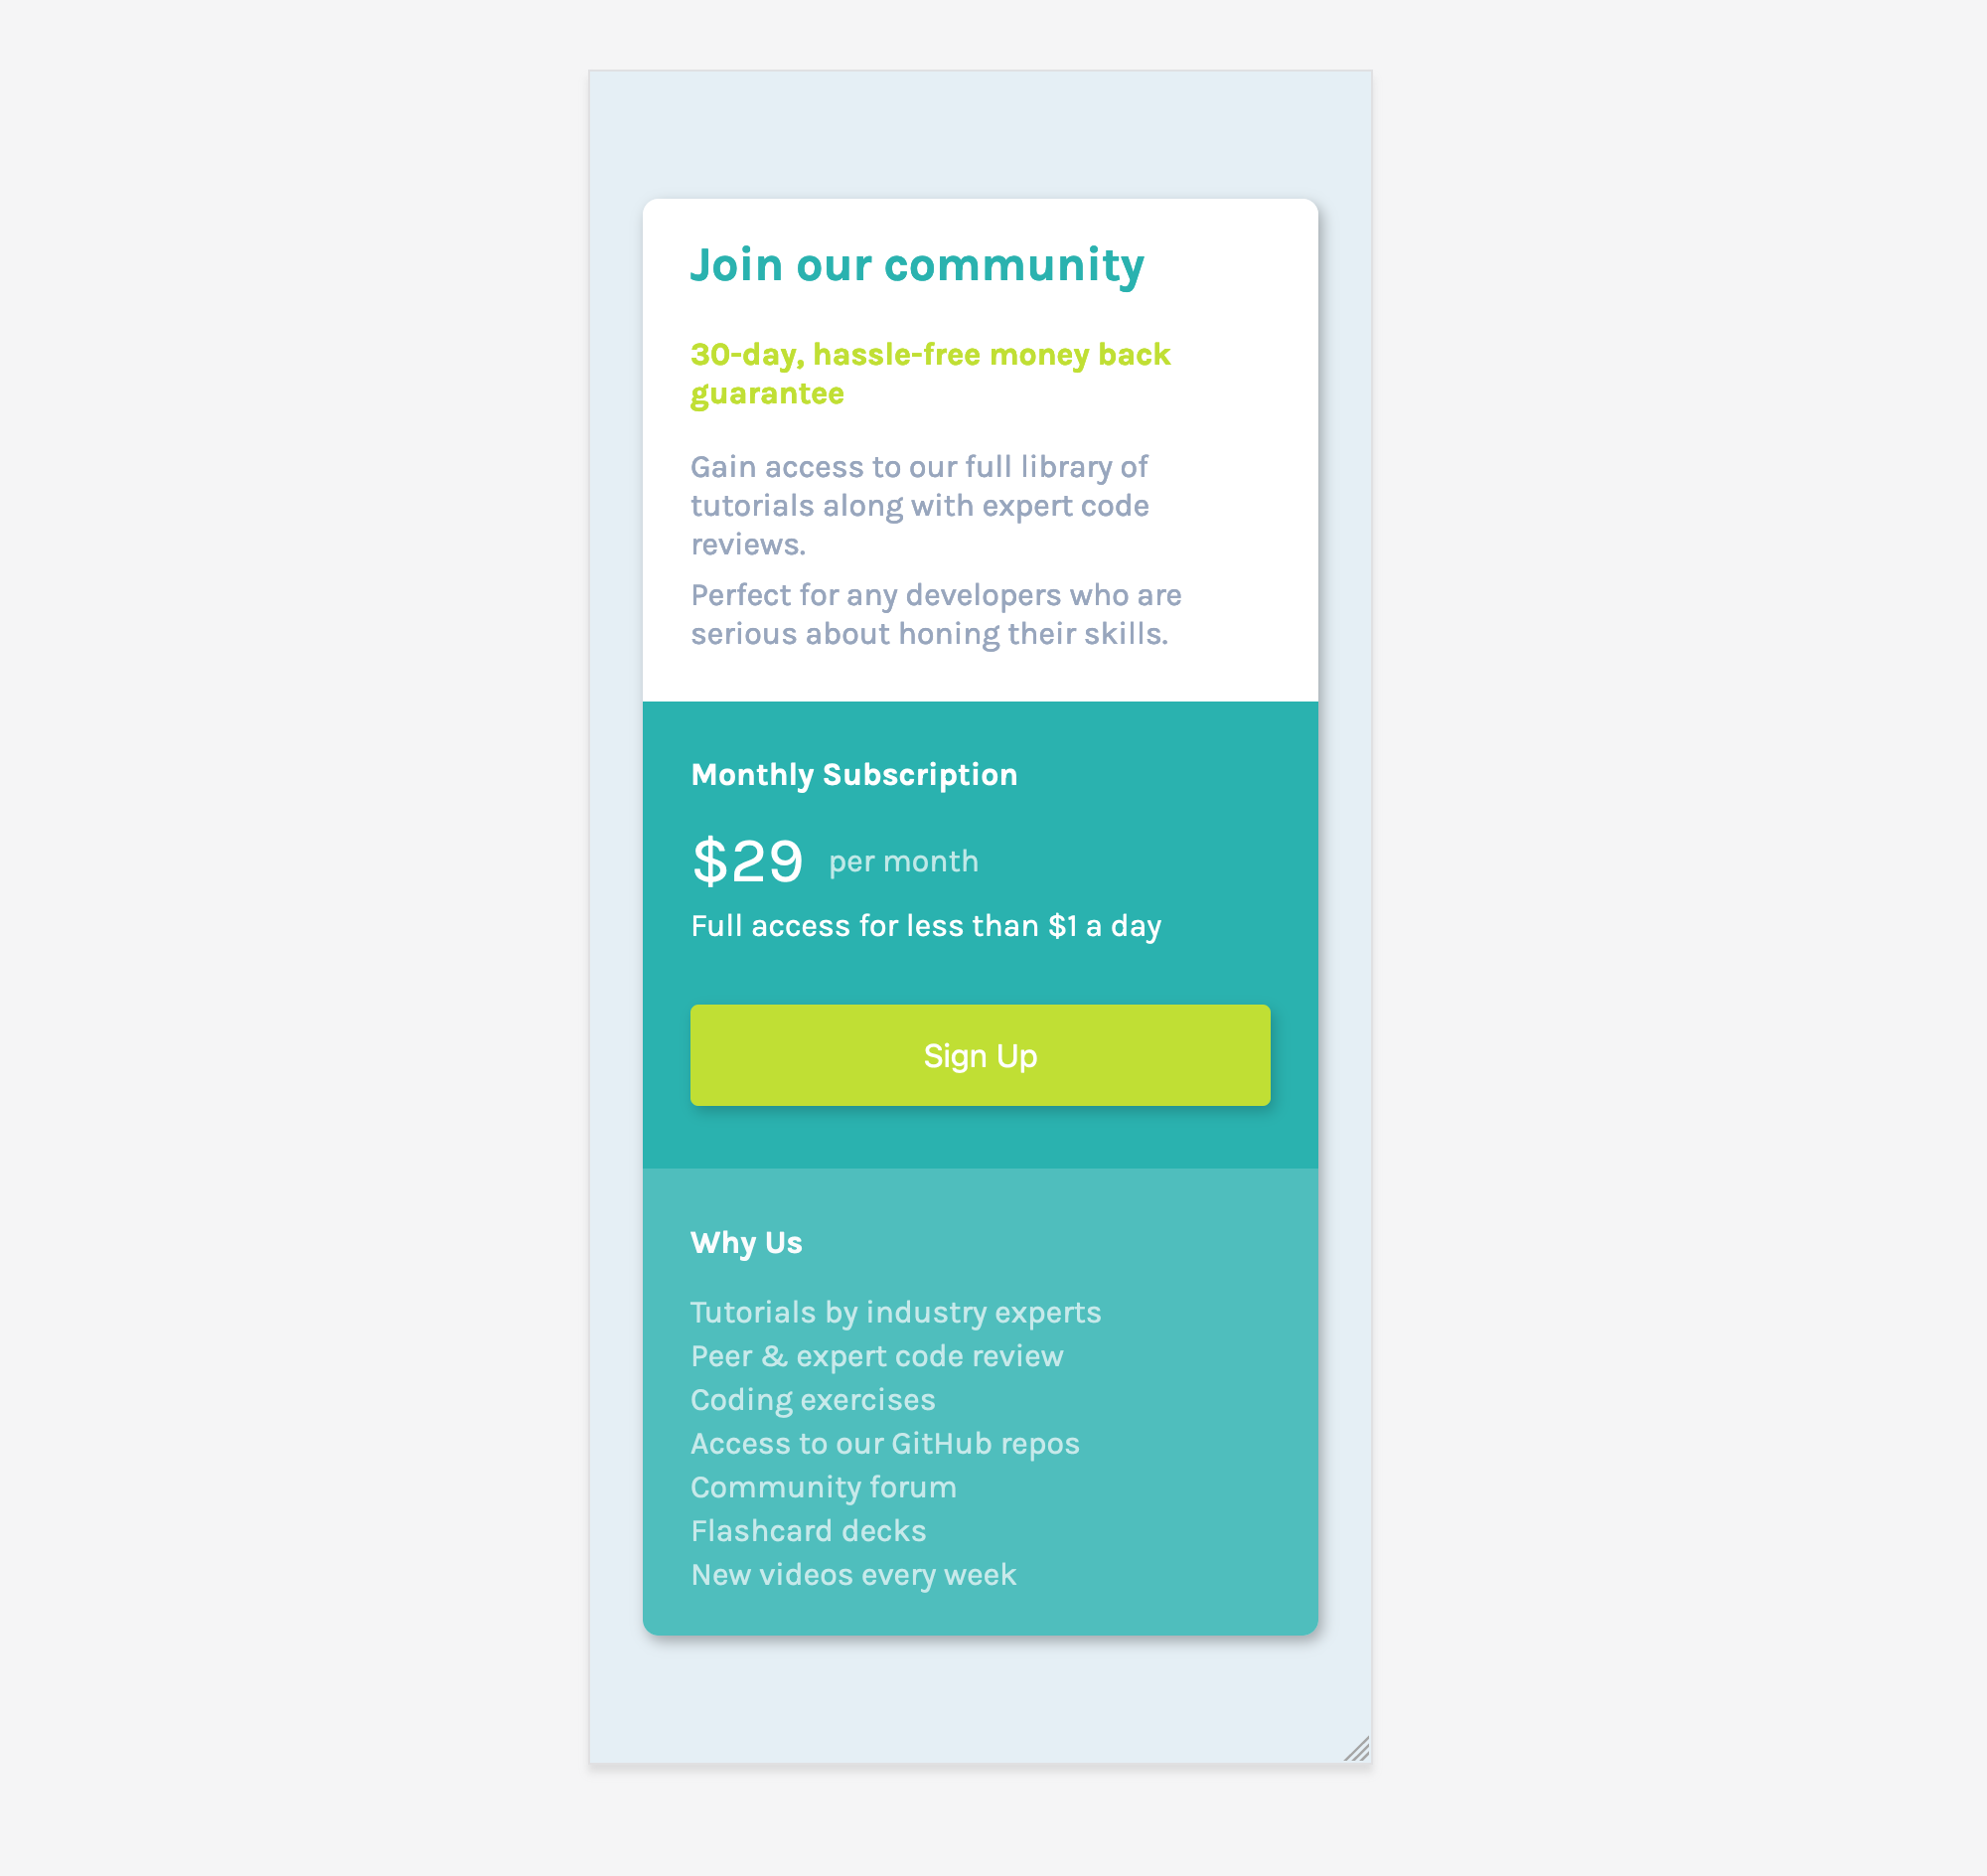 Join our community
30-day, hassle-free money back
guarantee
Gain access to our full library of
tutorials along with expert code
reviews.
Perfect for any developers who are
serious about honing their skills.
Monthly Subscription
$29 per month
Full access for less than $1 a day
Sign Up
Why Us
Tutorials by industry experts
Peer & expert code review
Coding exercises
Access to our GitHub repos
Community forum
Flashcard decks
New videos every week